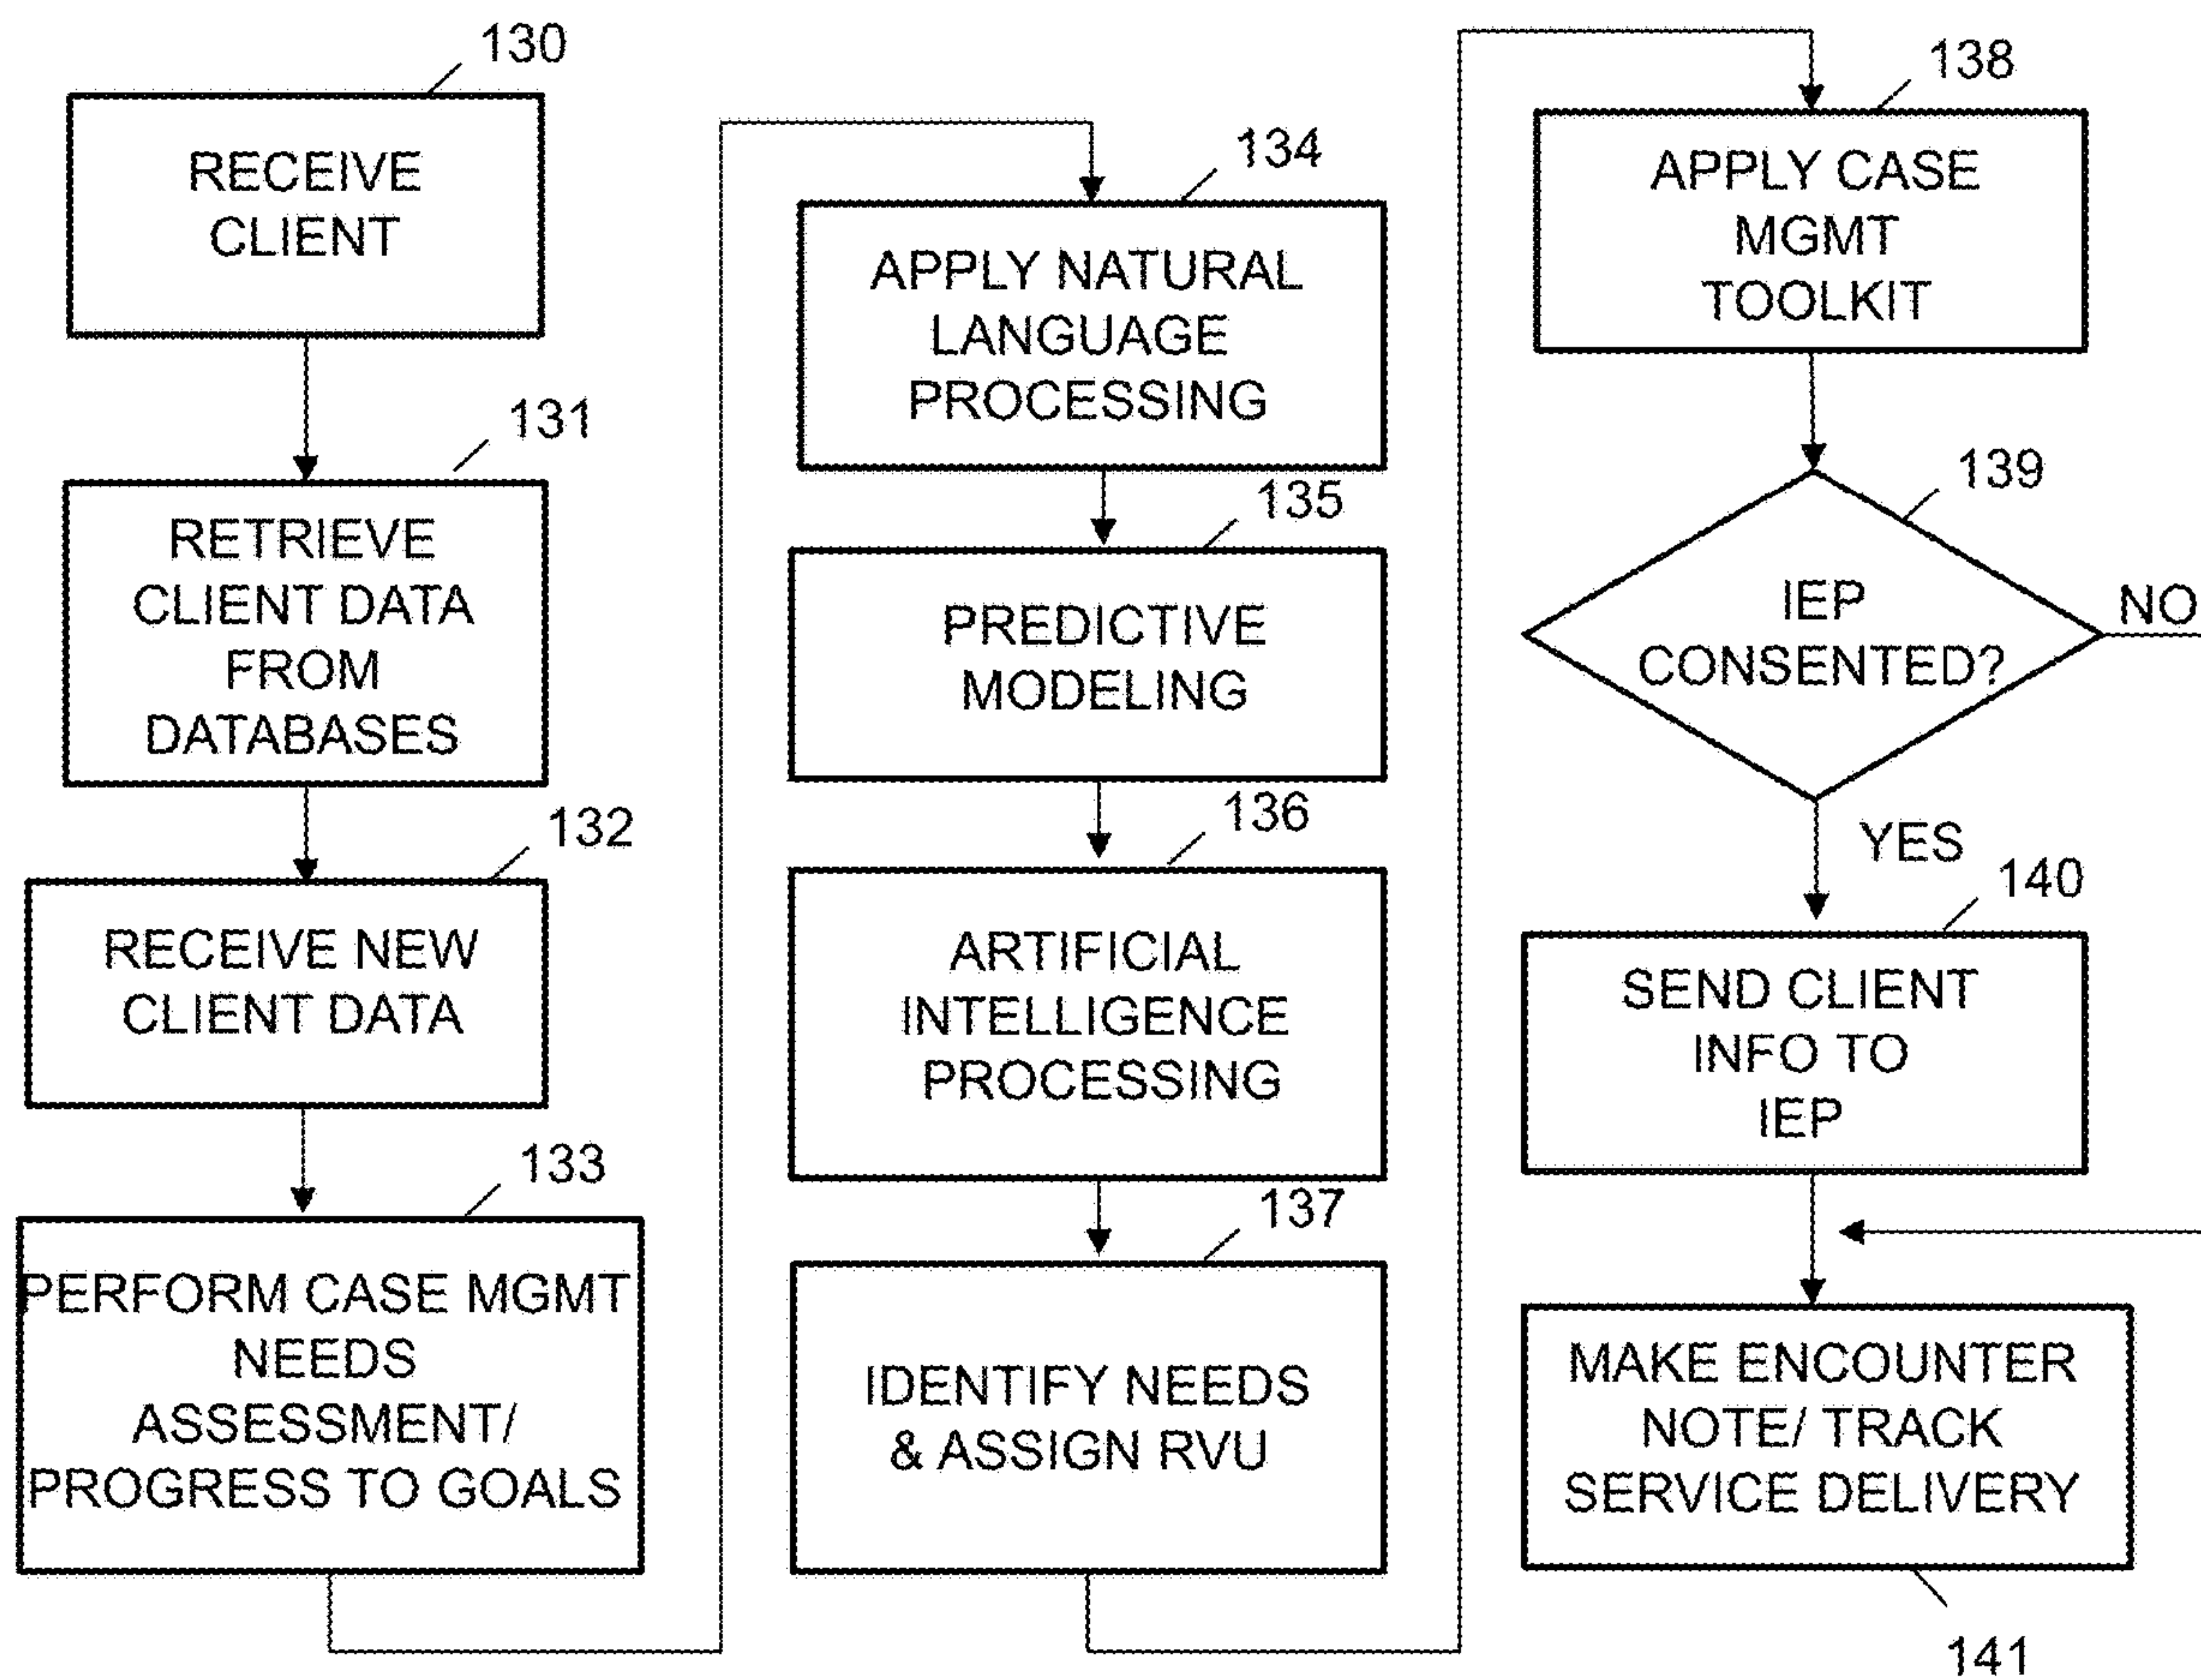 130
RECEIVE
CLIENT
131
RETRIEVE
CLIENT DATA
FROM
DATABASES
132
RECEIVE NEW
CLIENT DATA
133
PERFORM CASE MGMT
NEEDS
ASSESSMENT/
PROGRESS TO GOALS
134
APPLY NATURAL
LANGUAGE
PROCESSING
135
PREDICTIVE
MODELING
136
ARTIFICIAL
INTELLIGENCE
PROCESSING
137
IDENTIFY NEEDS
& ASSIGN RVU
138
APPLY CASE
MGMT
TOOLKIT
139
IEP
CONSENTED?
NO
YES
140
SEND CLIENT
INFO TO
IEP
MAKE ENCOUNTER
NOTE/ TRACK
SERVICE DELIVERY
141